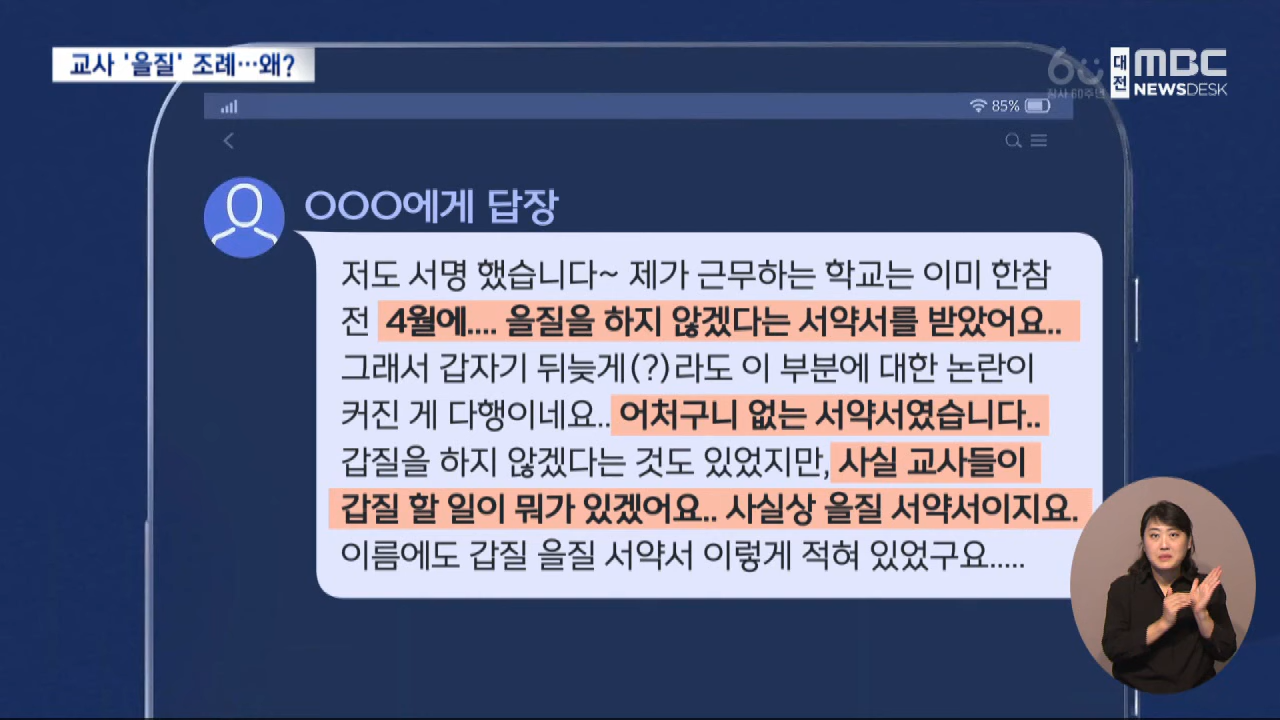 교사 '을질' 조례…왜?
창사 60주년
대전 MBC
NEWSDESK
85%
OOO에게 답장
저도 서명 했습니다~ 제가 근무하는 학교는 이미 한참
전 4월에.... 을질을 하지 않겠다는 서약서를 받았어요..
그래서 갑자기 뒤늦게(?)라도 이 부분에 대한 논란이
커진 게 다행이네요.. 어처구니 없는 서약서였습니다..
갑질을 하지 않겠다는 것도 있었지만, 사실 교사들이
갑질 할 일이 뭐가 있겠어요.. 사실상 을질 서약서이지요.
이름에도 갑질 을질 서약서 이렇게 적혀 있었구요.....